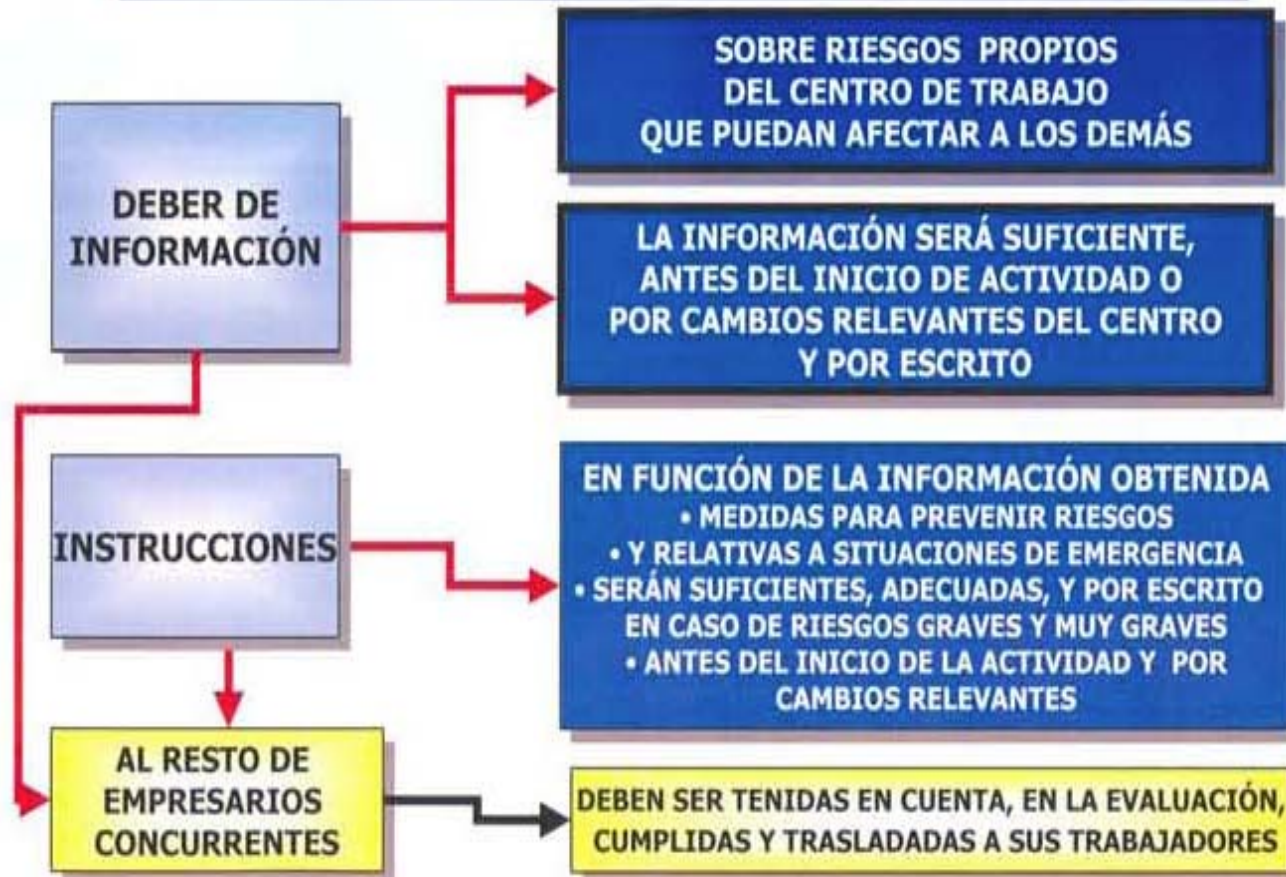 DEBER DE
INFORMACIÓN
SOBRE RIESGOS PROPIOS
DEL CENTRO DE TRABAJO
QUE PUEDAN AFECTAR A LOS DEMÁS
LA INFORMACIÓN SERÁ SUFICIENTE,
ANTES DEL INICIO DE ACTIVIDAD O
POR CAMBIOS RELEVANTES DEL CENTRO
Y POR ESCRITO
INSTRUCCIONES
EN FUNCIÓN DE LA INFORMACIÓN OBTENIDA
• MEDIDAS PARA PREVENIR RIESGOS
• Y RELATIVAS A SITUACIONES DE EMERGENCIA
• SERÁN SUFICIENTES, ADECUADAS, Y POR ESCRITO
EN CASO DE RIESGOS GRAVES Y MUY GRAVES
• ANTES DEL INICIO DE LA ACTIVIDAD Y POR
CAMBIOS RELEVANTES
AL RESTO DE
EMPRESARIOS
CONCURRENTES
DEBEN SER TENIDAS EN CUENTA, EN LA EVALUACIÓN,
CUMPLIDAS Y TRASLADADAS A SUS TRABAJADORES